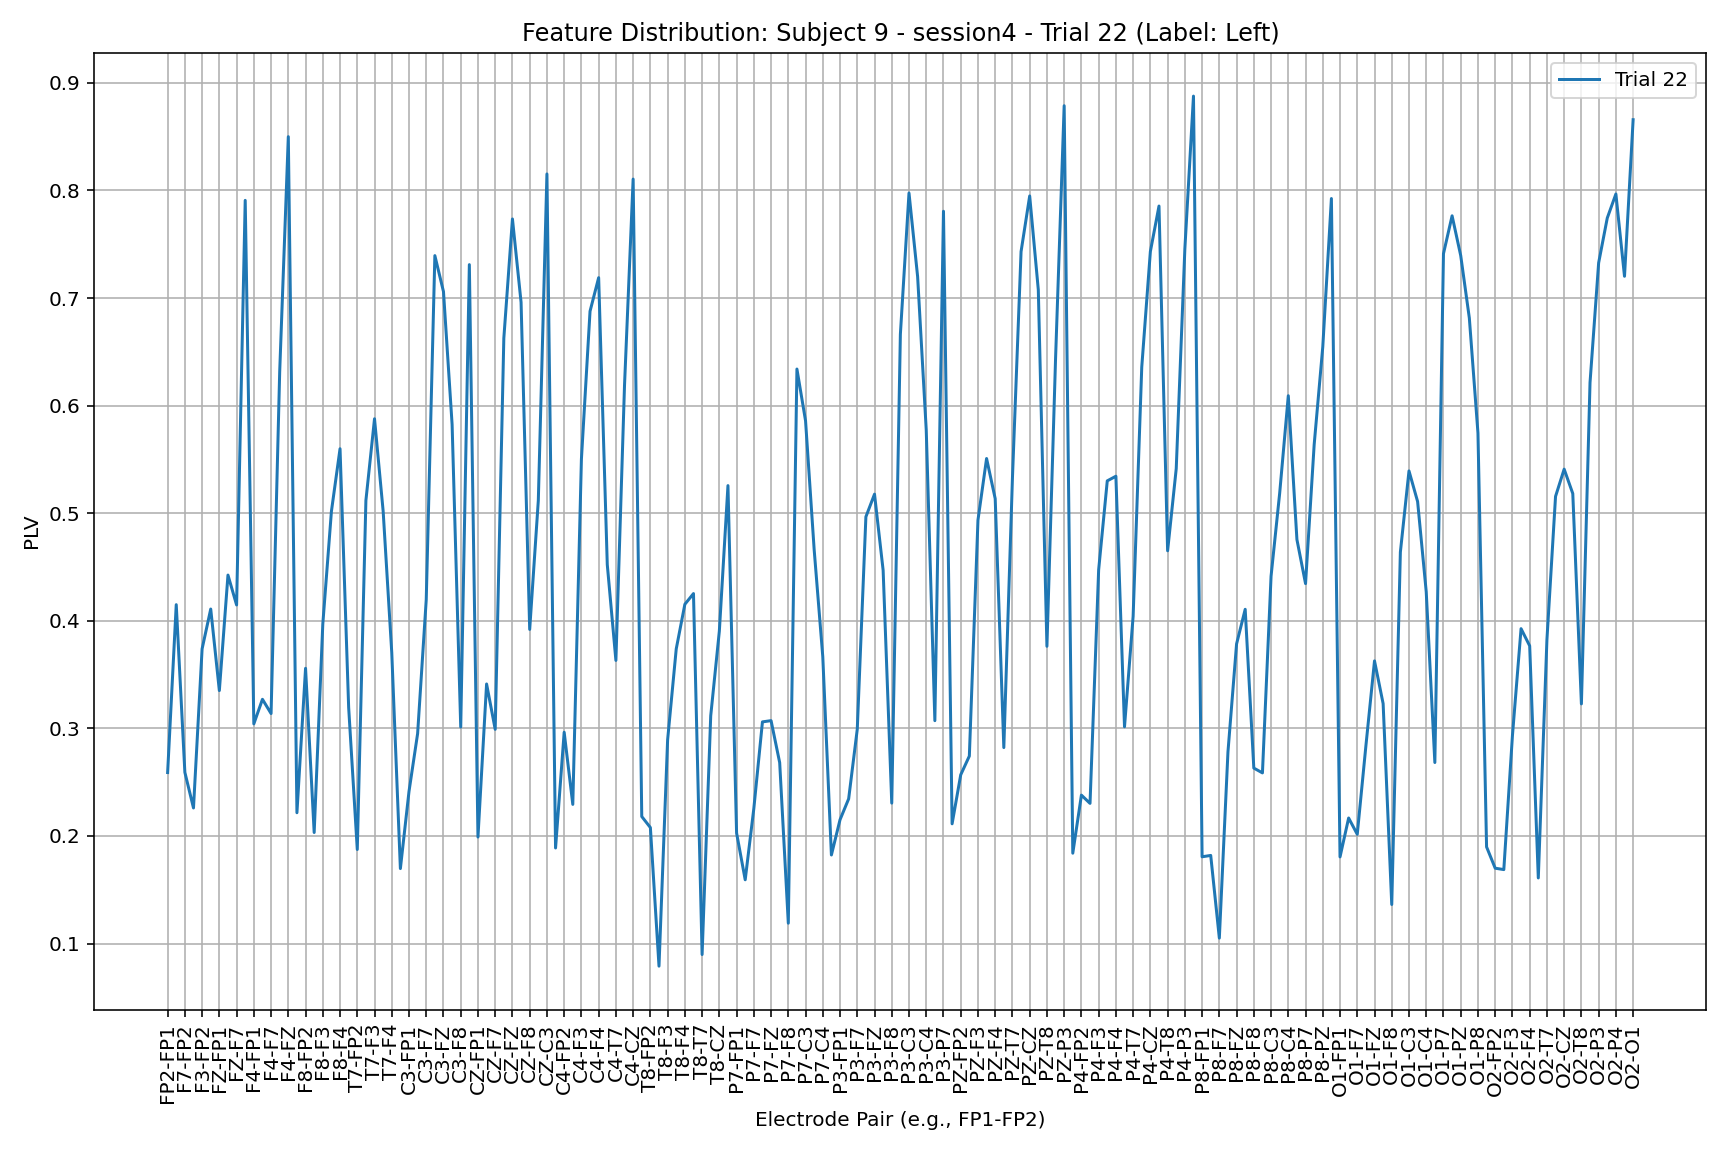 Feature Distribution: Subject 9 - session4 - Trial 22 (Label: Left)
Trial 22
PLV
0.9
0.8
0.7
0.6
0.5
0.4
0.3
0.2
0.1
FP2-FP1
F7-FP2
F3-FP2
FZ-FP1
FZ-F7
F4-FP1
F4-F7
F4-FZ
F8-FP2
F8-F3
F8-F4
T7-FP2
T7-F3
T7-F4
C3-FP1
C3-F7
C3-FZ
C3-F8
CZ-FP1
CZ-F7
CZ-FZ
CZ-F8
CZ-C3
C4-FP2
C4-F3
C4-F4
C4-T7
C4-CZ
T8-FP2
T8-F3
T8-F4
T8-T7
T8-CZ
P7-FP1
P7-F7
P7-FZ
P7-F8
P7-C3
P7-C4
P3-FP1
P3-F7
P3-FZ
P3-F8
P3-C3
P3-C4
P3-P7
PZ-FP2
PZ-F3
PZ-F4
PZ-T7
PZ-CZ
PZ-T8
PZ-P3
P4-FP2
P4-F3
P4-F4
P4-T7
P4-CZ
P4-T8
P4-P3
P8-FP1
P8-F7
P8-FZ
P8-F8
P8-C3
P8-C4
P8-P7
P8-PZ
O1-FP1
O1-F7
O1-FZ
O1-F8
O1-C3
O1-C4
O1-P7
O1-PZ
O1-P8
O2-FP2
O2-F3
O2-F4
O2-T7
O2-CZ
O2-T8
O2-P3
O2-P4
O2-O1
Electrode Pair (e.g., FP1-FP2)